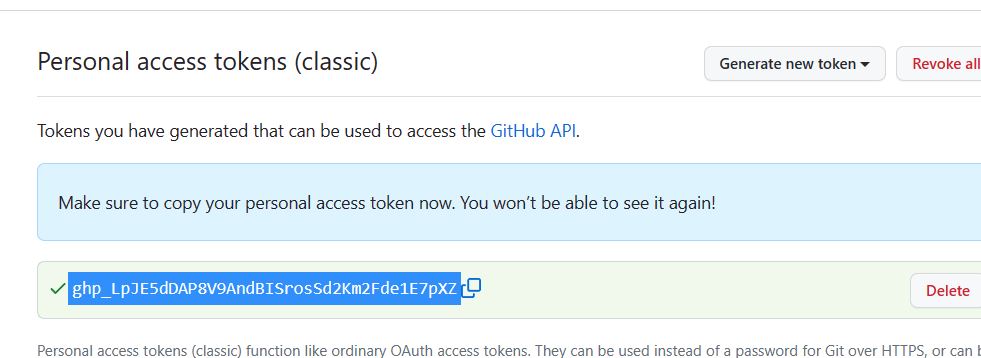 Personal access tokens (classic)
Generate new token
Revoke all
Tokens you have generated that can be used to access the GitHub API.
Make sure to copy your personal access token now. You won’t be able to see it again!
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
Delete
Personal access tokens (classic) function like ordinary OAuth access tokens. They can be used instead of a password for Git over HTTPS, or can